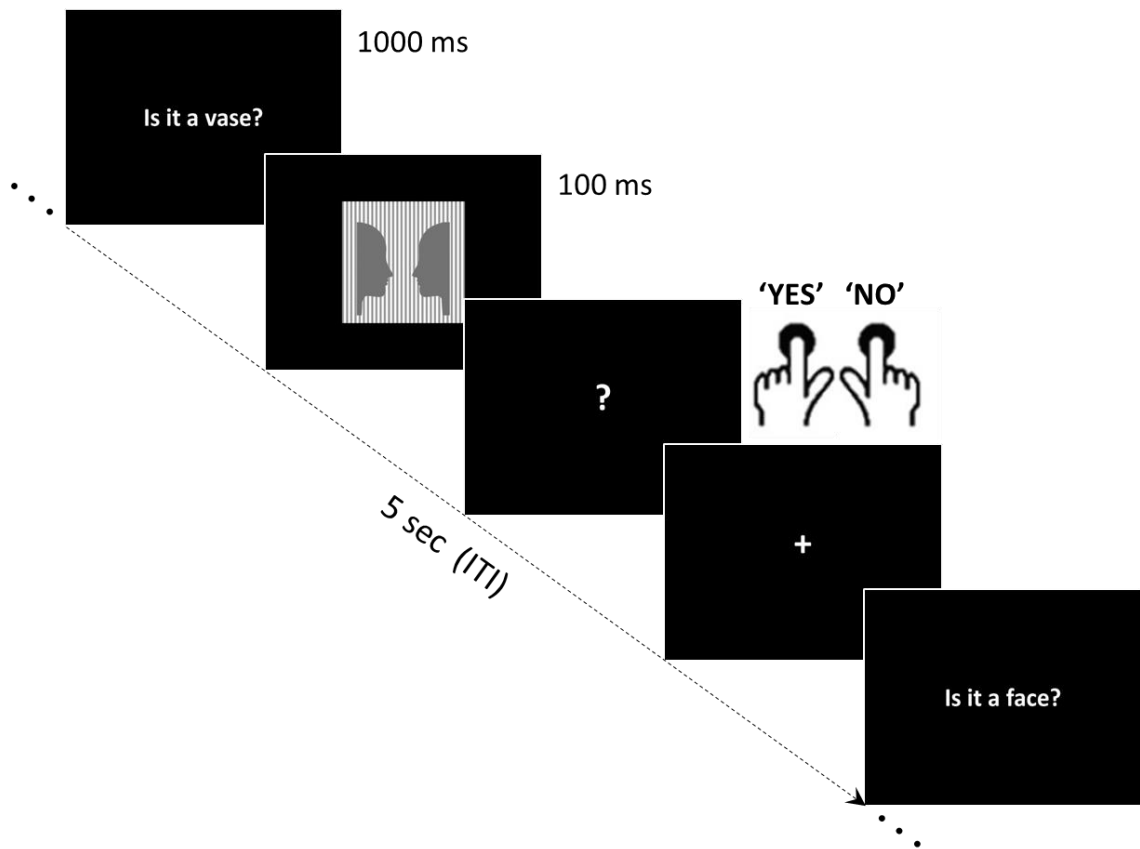 1000 ms
Is it a vase?
100 ms
‘YES’ ‘NO’
?
5 sec (ITI)
+
Is it a face?